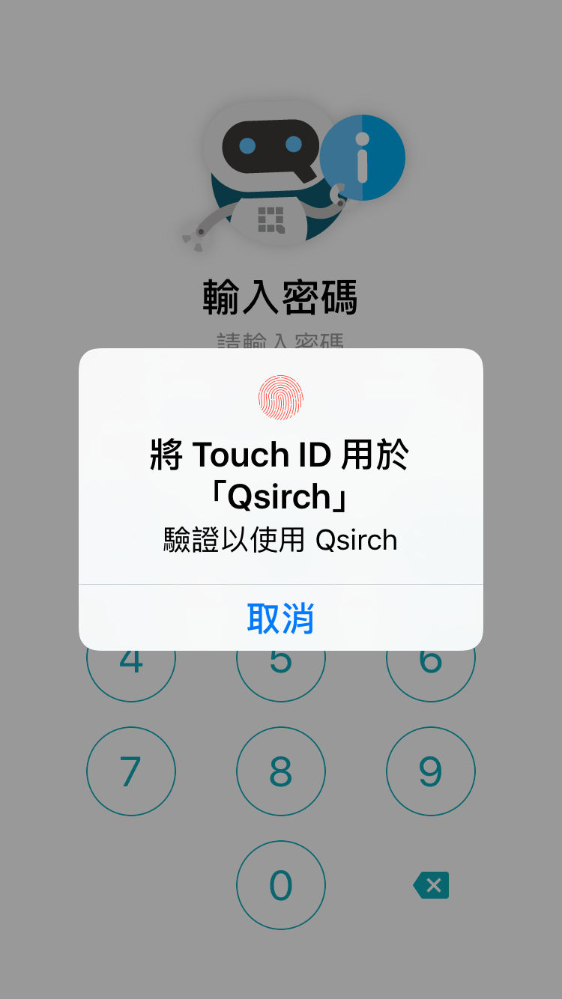 輸入密碼
請輸入密碼
將 Touch ID 用於
「Qsirch」
驗證以使用 Qsirch
取消
4 5 6
7 8 9
0